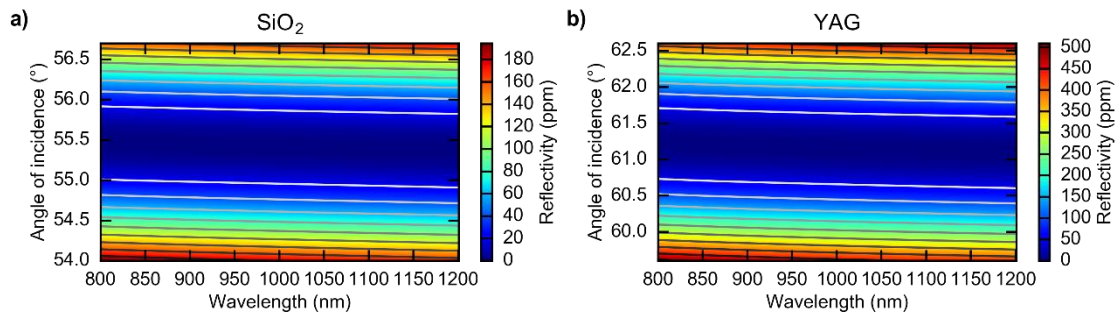 a)
SiO₂
Angle of incidence (°)
56.5
56.0
55.5
55.0
54.5
54.0
800 850 900 950 1000 1050 1100 1150 1200
Wavelength (nm)
180
160
140
120
100
80
60
40
20
0
Reflectivity (ppm)
b)
YAG
Angle of incidence (°)
62.5
62.0
61.5
61.0
60.5
60.0
800 850 900 950 1000 1050 1100 1150 1200
Wavelength (nm)
500
450
400
350
300
250
200
150
100
50
0
Reflectivity (ppm)